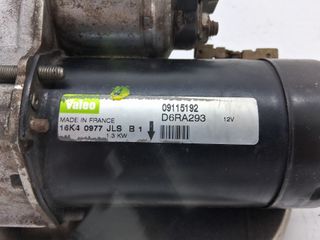 Valeo
09115192
D6RA293
12V
MADE IN FRANCE
16K4 0977 JLS B 1
1.3 KW